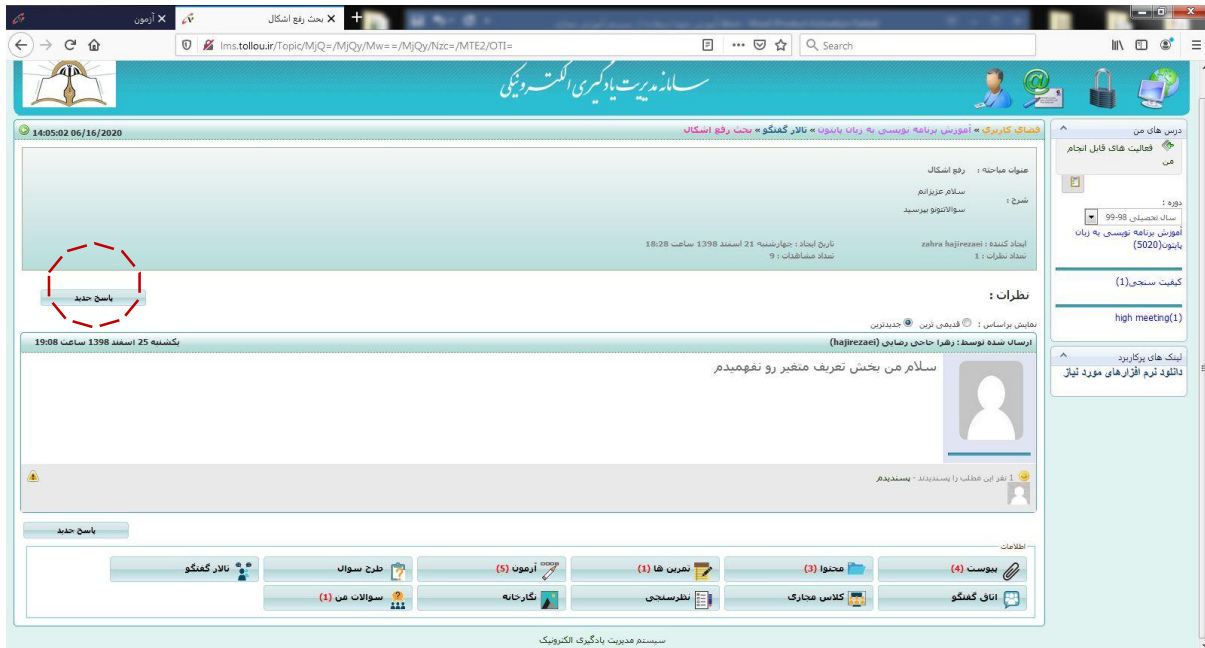 آزمون
بحث رفع اشکال
lms.tollou.ir/Topic/MjQ=/MjQy/Mw==/MjQy/Nzc=/MTE2/OTI=
Search
سامانه مدیریت یادگیری الکترونیکی
14:05:02 06/16/2020
فضای کاربری » آموزش برنامه نویسی به زبان پایتون » تالار گفتگو » بحث رفع اشکال
درس های من
فعالیت های قابل انجام
من
دوره :
سال تحصیلی 98-99
آموزش برنامه نویسی به زبان
پایتون(5020)
کیفیت سنجی(1)
high meeting(1)
لینک های پرکاربرد
دانلود نرم افزارهای مورد نیاز
عنوان مباحثه : رفع اشکال
شرح :
سلام عزیزانم
سوالاتتونو بپرسید
ایجاد کننده : zahra hajirezaei
تاریخ ایجاد : چهارشنبه 21 اسفند 1398 ساعت 18:28
تعداد نظرات : 1
تعداد مشاهدات : 9
پاسخ جدید
نظرات :
نمایش براساس : قدیمی ترین جدیدترین
ارسال شده توسط : زهرا حاجی رضایی (hajirezaei)
یکشنبه 25 اسفند 1398 ساعت 19:08
سلام من بخش تعریف متغیر رو نفهمیدم
1 نفر این مطلب را پسندیدند - پسندیدم
پاسخ جدید
اطلاعات
پیوست (4)
محتوا (3)
تمرین ها (1)
آزمون (5)
طرح سوال
تالار گفتگو
اتاق گفتگو
کلاس مجازی
نظرسنجی
نگارخانه
سوالات من (1)
سیستم مدیریت یادگیری الکترونیک